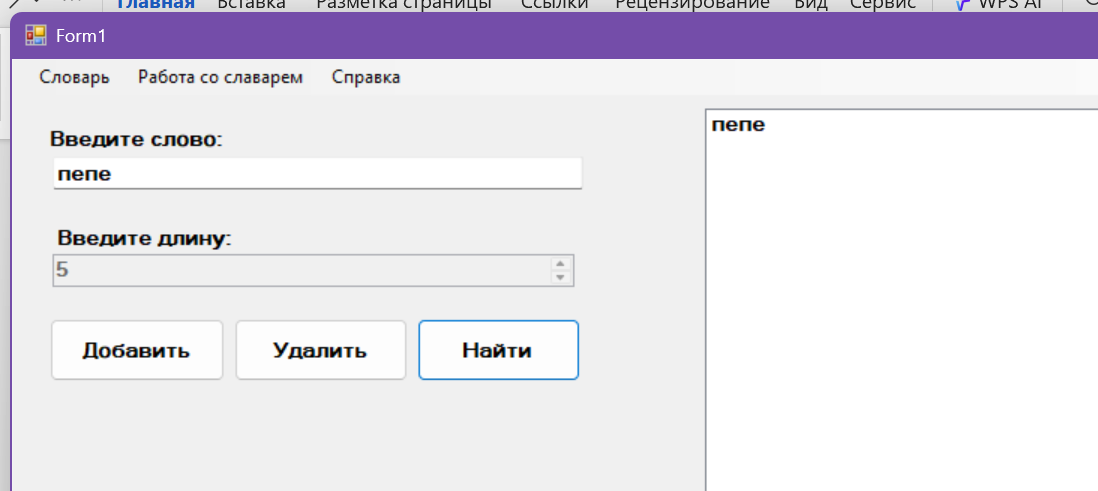 Главная Вставка Разметка страницы Ссылки Рецензирование Вид Сервис WPS AI
Form1
Словарь Работа со славарем Справка
Введите слово:
пепе
Введите длину:
5
Добавить Удалить Найти
пепе